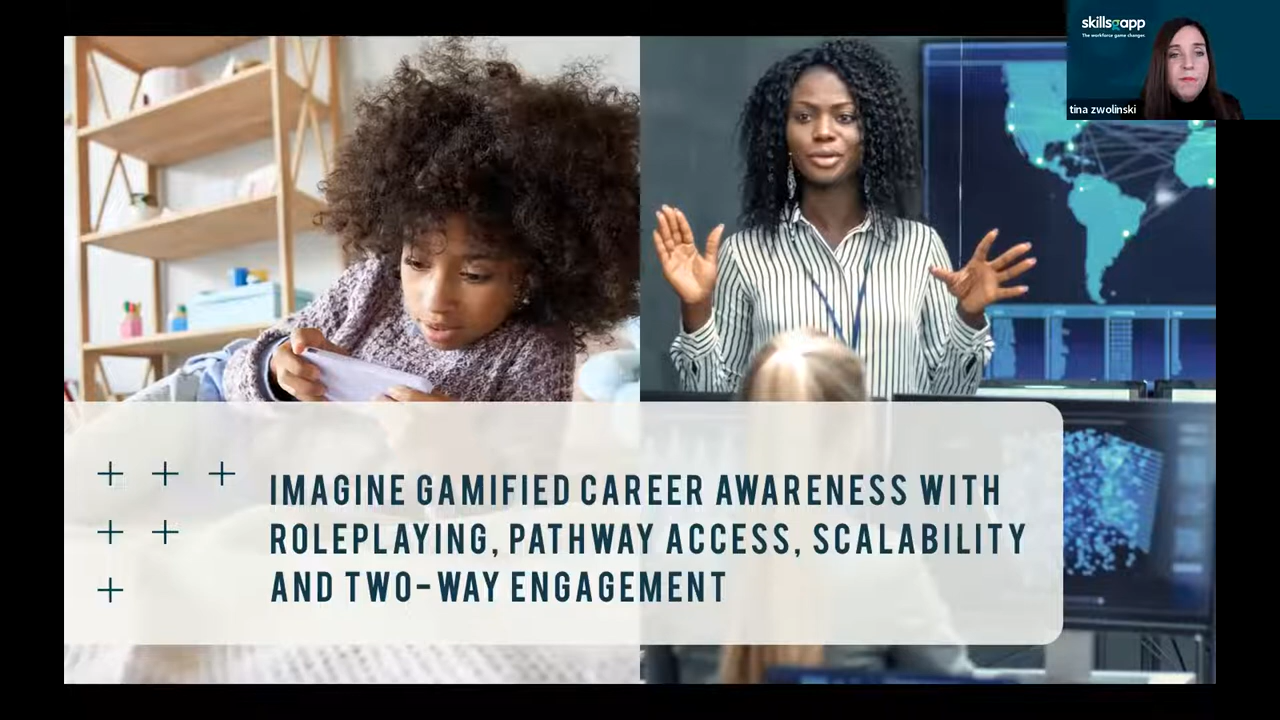 skillsgapp
The workforce game changer.
tina zwolinski
IMAGINE GAMIFIED CAREER AWARENESS WITH
ROLEPLAYING, PATHWAY ACCESS, SCALABILITY
AND TWO-WAY ENGAGEMENT